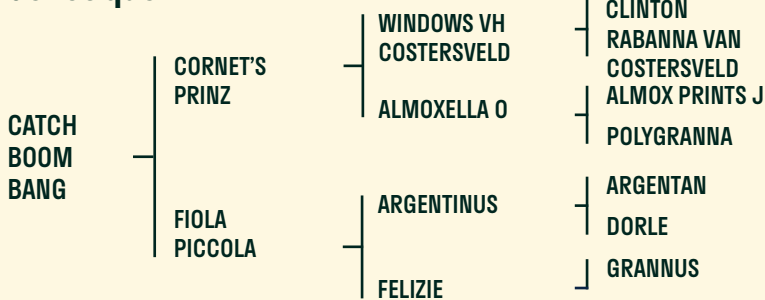 CLINTON
WINDOWS VH
COSTERSVELD
RABANNA VAN
COSTERSVELD
CORNET'S
PRINZ
ALMOX PRINTS J
ALMOXELLA O
POLYGRANNA
CATCH
BOOM
BANG
ARGENTAN
ARGENTINUS
DORLE
FIOLA
PICCOLA
GRANNUS
FELIZIE